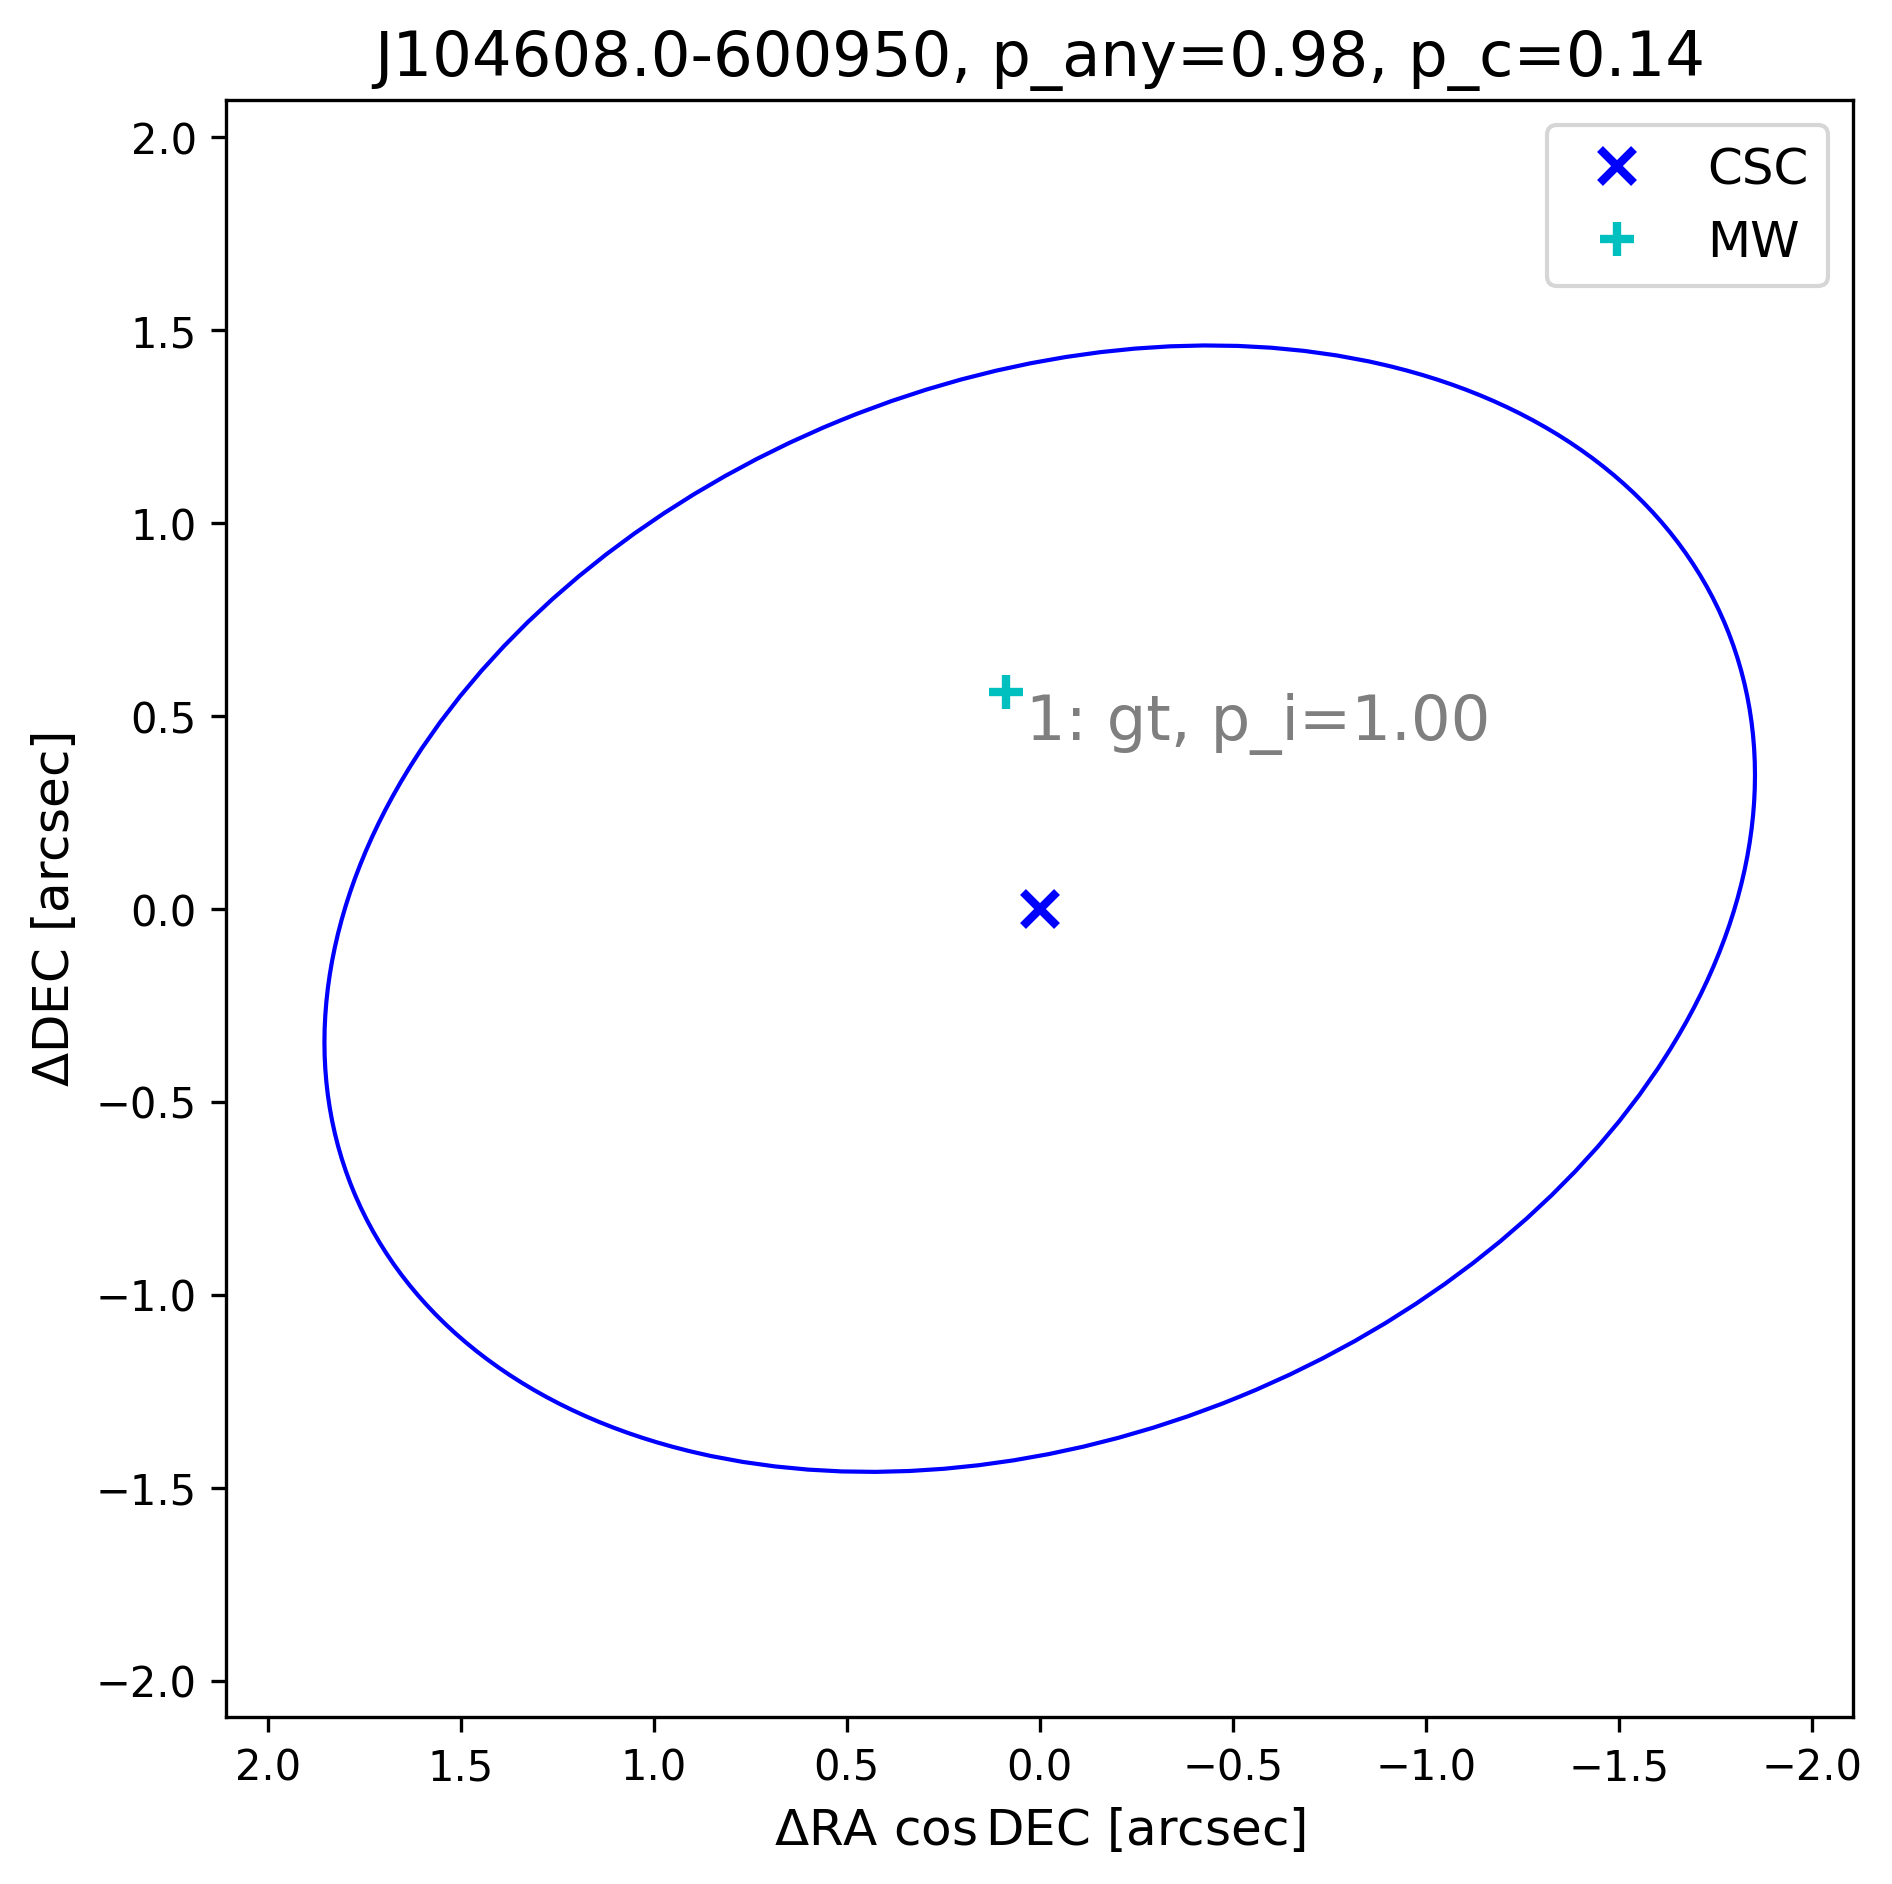 J104608.0-600950, p_any=0.98, p_c=0.14
CSC
MW
2.0
1.5
1.0
0.5
0.0
−0.5
−1.0
−1.5
−2.0
ΔDEC [arcsec]
1: gt, p_i=1.00
2.0 1.5 1.0 0.5 0.0 −0.5 −1.0 −1.5 −2.0
ΔRA cos DEC [arcsec]